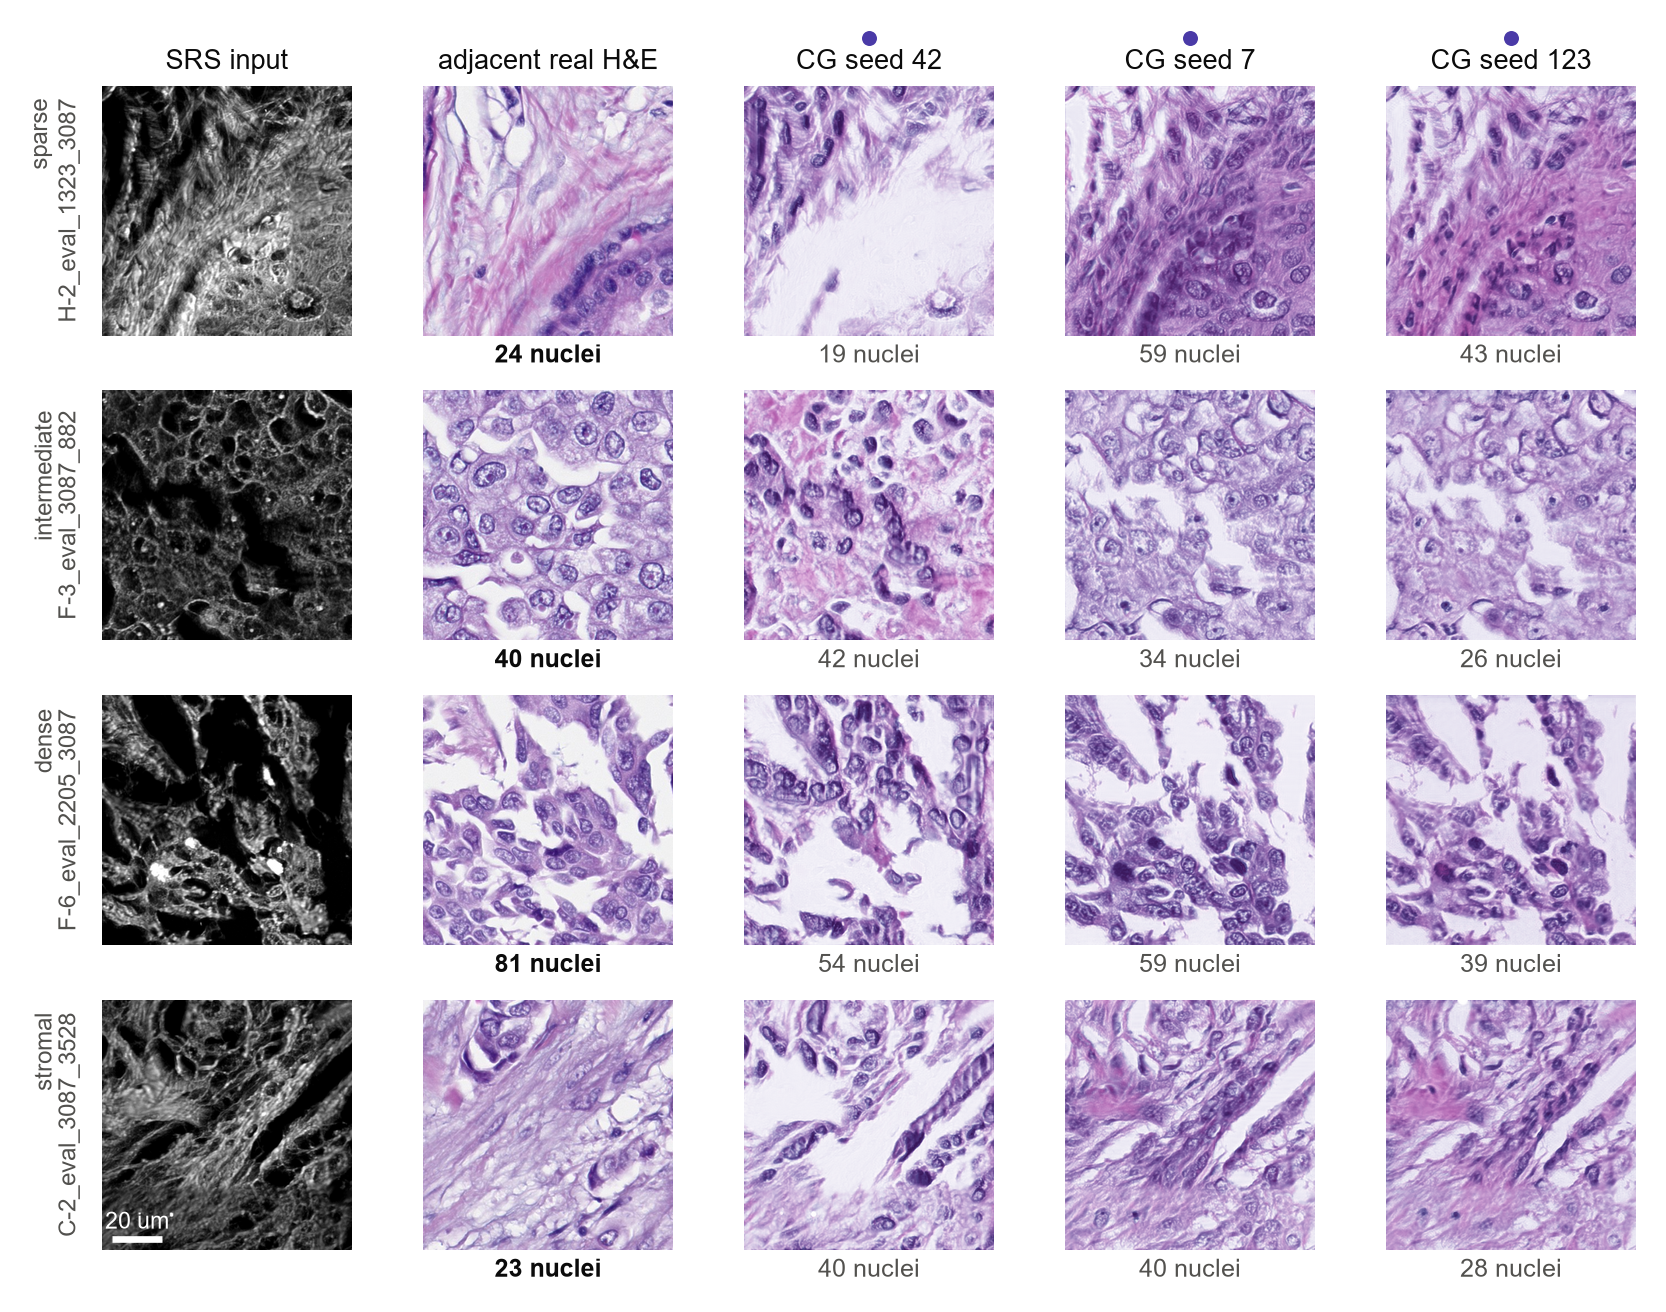 SRS input
adjacent real H&E
CG seed 42
CG seed 7
CG seed 123
sparse
H-2_eval_1323_3087
24 nuclei
19 nuclei
59 nuclei
43 nuclei
intermediate
F-3_eval_3087_882
40 nuclei
42 nuclei
34 nuclei
26 nuclei
dense
F-6_eval_2205_3087
81 nuclei
54 nuclei
59 nuclei
39 nuclei
stromal
C-2_eval_3087_3528
20 um
23 nuclei
40 nuclei
40 nuclei
28 nuclei